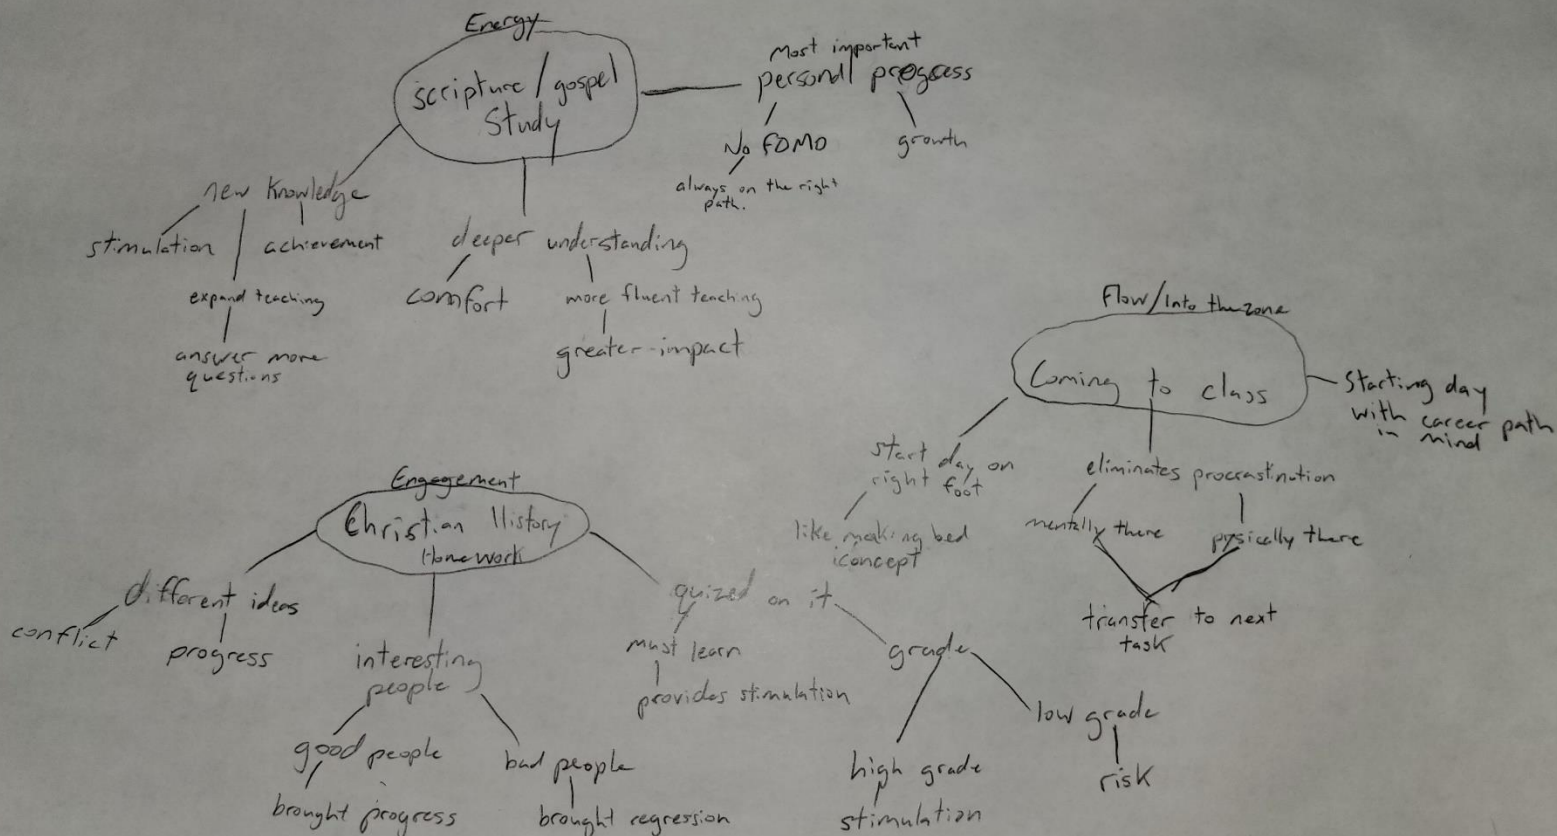 Energy
scripture/gospel
Study
Most important
personal progress
No FOMO
growth
always on the right
path.
new knowledge
stimulation
achievement
expand teaching
answer more
questions
deeper understanding
comfort
more fluent teaching
greater impact
Flow/Into the zone
Coming to class
Starting day
with career path
in mind
start day on
right foot
like making bed
concept
eliminates procrastination
mentally there
pysically there
transfer to next
task
Engagement
Christian History
Homework
different ideas
conflict
progress
interesting
people
good people
brought progress
bad people
brought regression
quized on it
must learn
provides stimulation
grade
high grade
stimulation
low grade
risk